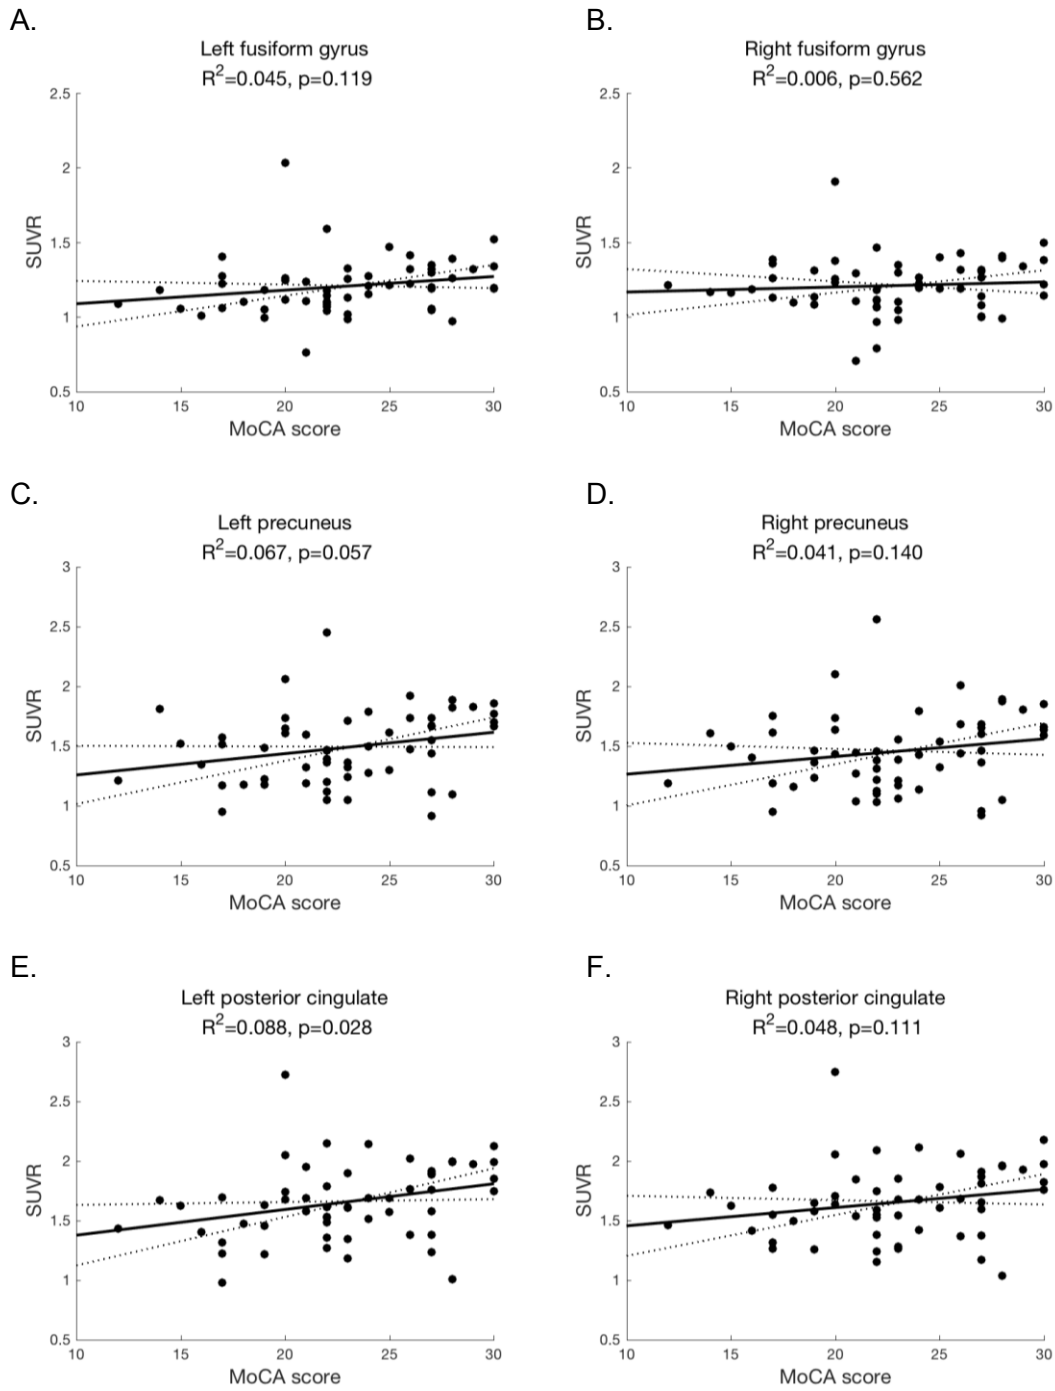 A.
Left fusiform gyrus
R²=0.045, p=0.119
2.5
2
1.5
1
0.5
SUVR
10 15 20 25 30
MoCA score
B.
Right fusiform gyrus
R²=0.006, p=0.562
2.5
2
1.5
1
0.5
SUVR
10 15 20 25 30
MoCA score
C.
Left precuneus
R²=0.067, p=0.057
3
2.5
2
1.5
1
0.5
SUVR
10 15 20 25 30
MoCA score
D.
Right precuneus
R²=0.041, p=0.140
3
2.5
2
1.5
1
0.5
SUVR
10 15 20 25 30
MoCA score
E.
Left posterior cingulate
R²=0.088, p=0.028
3
2.5
2
1.5
1
0.5
SUVR
10 15 20 25 30
MoCA score
F.
Right posterior cingulate
R²=0.048, p=0.111
3
2.5
2
1.5
1
0.5
SUVR
10 15 20 25 30
MoCA score